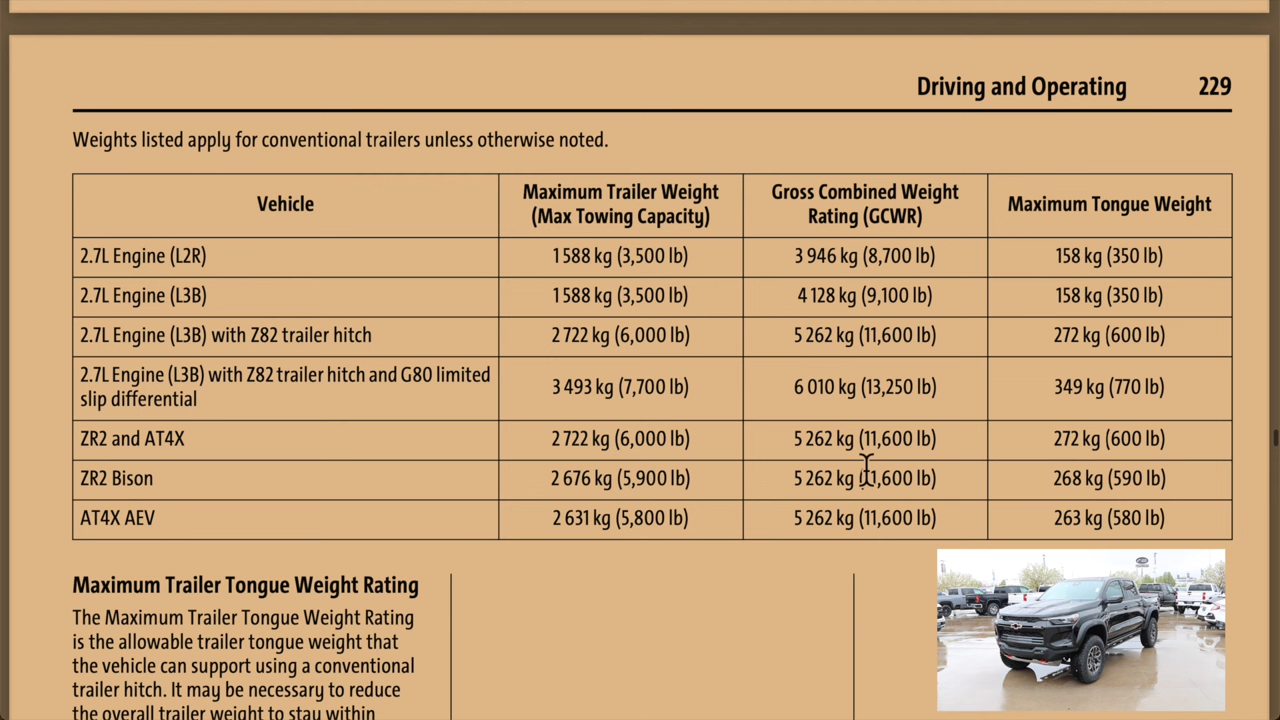 Driving and Operating 229
Weights listed apply for conventional trailers unless otherwise noted.
Vehicle
Maximum Trailer Weight
(Max Towing Capacity)
Gross Combined Weight
Rating (GCWR)
Maximum Tongue Weight
2.7L Engine (L2R) 1 588 kg (3,500 lb) 3 946 kg (8,700 lb) 158 kg (350 lb)
2.7L Engine (L3B) 1 588 kg (3,500 lb) 4 128 kg (9,100 lb) 158 kg (350 lb)
2.7L Engine (L3B) with Z82 trailer hitch 2 722 kg (6,000 lb) 5 262 kg (11,600 lb) 272 kg (600 lb)
2.7L Engine (L3B) with Z82 trailer hitch and G80 limited
slip differential
3 493 kg (7,700 lb) 6 010 kg (13,250 lb) 349 kg (770 lb)
ZR2 and AT4X 2 722 kg (6,000 lb) 5 262 kg (11,600 lb) 272 kg (600 lb)
ZR2 Bison 2 676 kg (5,900 lb) 5 262 kg (11,600 lb) 268 kg (590 lb)
AT4X AEV 2 631 kg (5,800 lb) 5 262 kg (11,600 lb) 263 kg (580 lb)
Maximum Trailer Tongue Weight Rating
The Maximum Trailer Tongue Weight Rating
is the allowable trailer tongue weight that
the vehicle can support using a conventional
trailer hitch. It may be necessary to reduce
the overall trailer weight to stay within